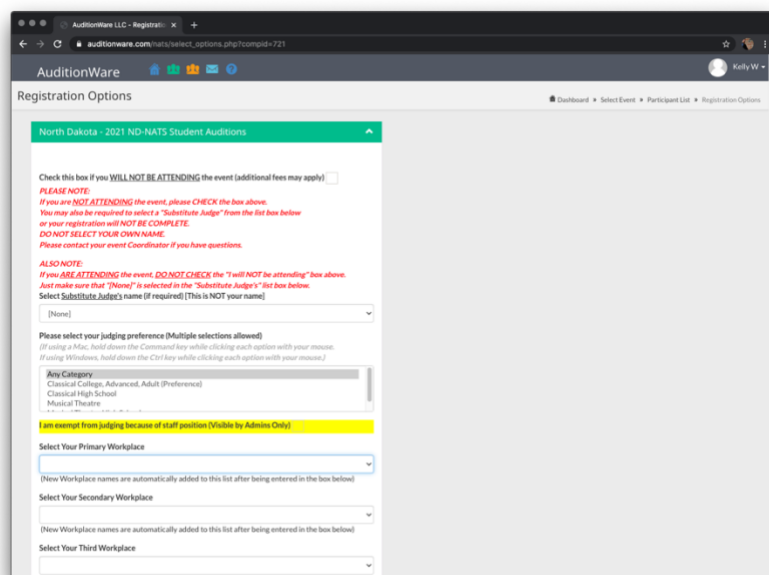 AuditionWare LLC - Registratio
auditionware.com/nats/select_options.php?compid=721
AuditionWare
Kelly W
Registration Options
Dashboard » Select Event » Participant List » Registration Options
North Dakota - 2021 ND-NATS Student Auditions
Check this box if you WILL NOT BE ATTENDING the event (additional fees may apply)
PLEASE NOTE:
If you are NOT ATTENDING the event, please CHECK the box above.
You may also be required to select a "Substitute Judge" from the list box below
or your registration will NOT BE COMPLETE.
DO NOT SELECT YOUR OWN NAME.
Please contact your event Coordinator if you have questions.
ALSO NOTE:
If you ARE ATTENDING the event, DO NOT CHECK the "I will NOT be attending" box above.
Just make sure that "[None]" is selected in the "Substitute Judge's" list box below.
Select Substitute Judge's name (if required) [This is NOT your name]
[None]
Please select your judging preference (Multiple selections allowed)
(If using a Mac, hold down the Command key while clicking each option with your mouse.
If using Windows, hold down the Ctrl key while clicking each option with your mouse.)
Any Category
Classical College, Advanced, Adult (Preference)
Classical High School
Musical Theatre
I am exempt from judging because of staff position (Visible by Admins Only)
Select Your Primary Workplace
(New Workplace names are automatically added to this list after being entered in the box below)
Select Your Secondary Workplace
(New Workplace names are automatically added to this list after being entered in the box below)
Select Your Third Workplace